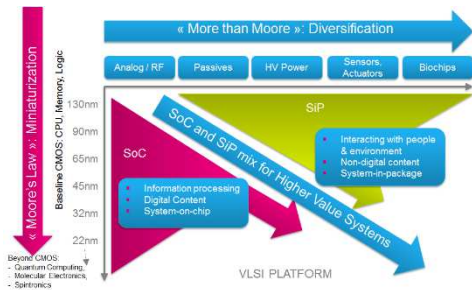 « More than Moore »: Diversification
Analog / RF
Passives
HV Power
Sensors,
Actuators
Biochips
« Moore's Law »: Miniaturization
Baseline CMOS: CPU, Memory, Logic
130nm
90nm
65nm
45nm
32nm
22nm
SiP
SoC
SoC and SiP mix for Higher Value Systems
Interacting with people
& environment
Non-digital content
System-in-package
Information processing
Digital Content
System-on-chip
Beyond CMOS:
- Quantum Computing,
- Molecular Electronics,
- Spintronics
VLSI PLATFORM